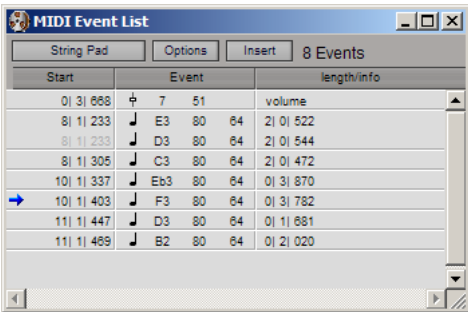 MIDI Event List
String Pad Options Insert 8 Events
Start Event length/info
0| 3| 668 7 51 volume
8| 1| 233 E3 80 64 2| 0| 522
8| 1| 233 D3 80 64 2| 0| 544
8| 1| 305 C3 80 64 2| 0| 472
10| 1| 337 Eb3 80 64 0| 3| 870
10| 1| 403 F3 80 64 0| 3| 782
11| 1| 447 D3 80 64 0| 1| 681
11| 1| 469 B2 80 64 0| 2| 020